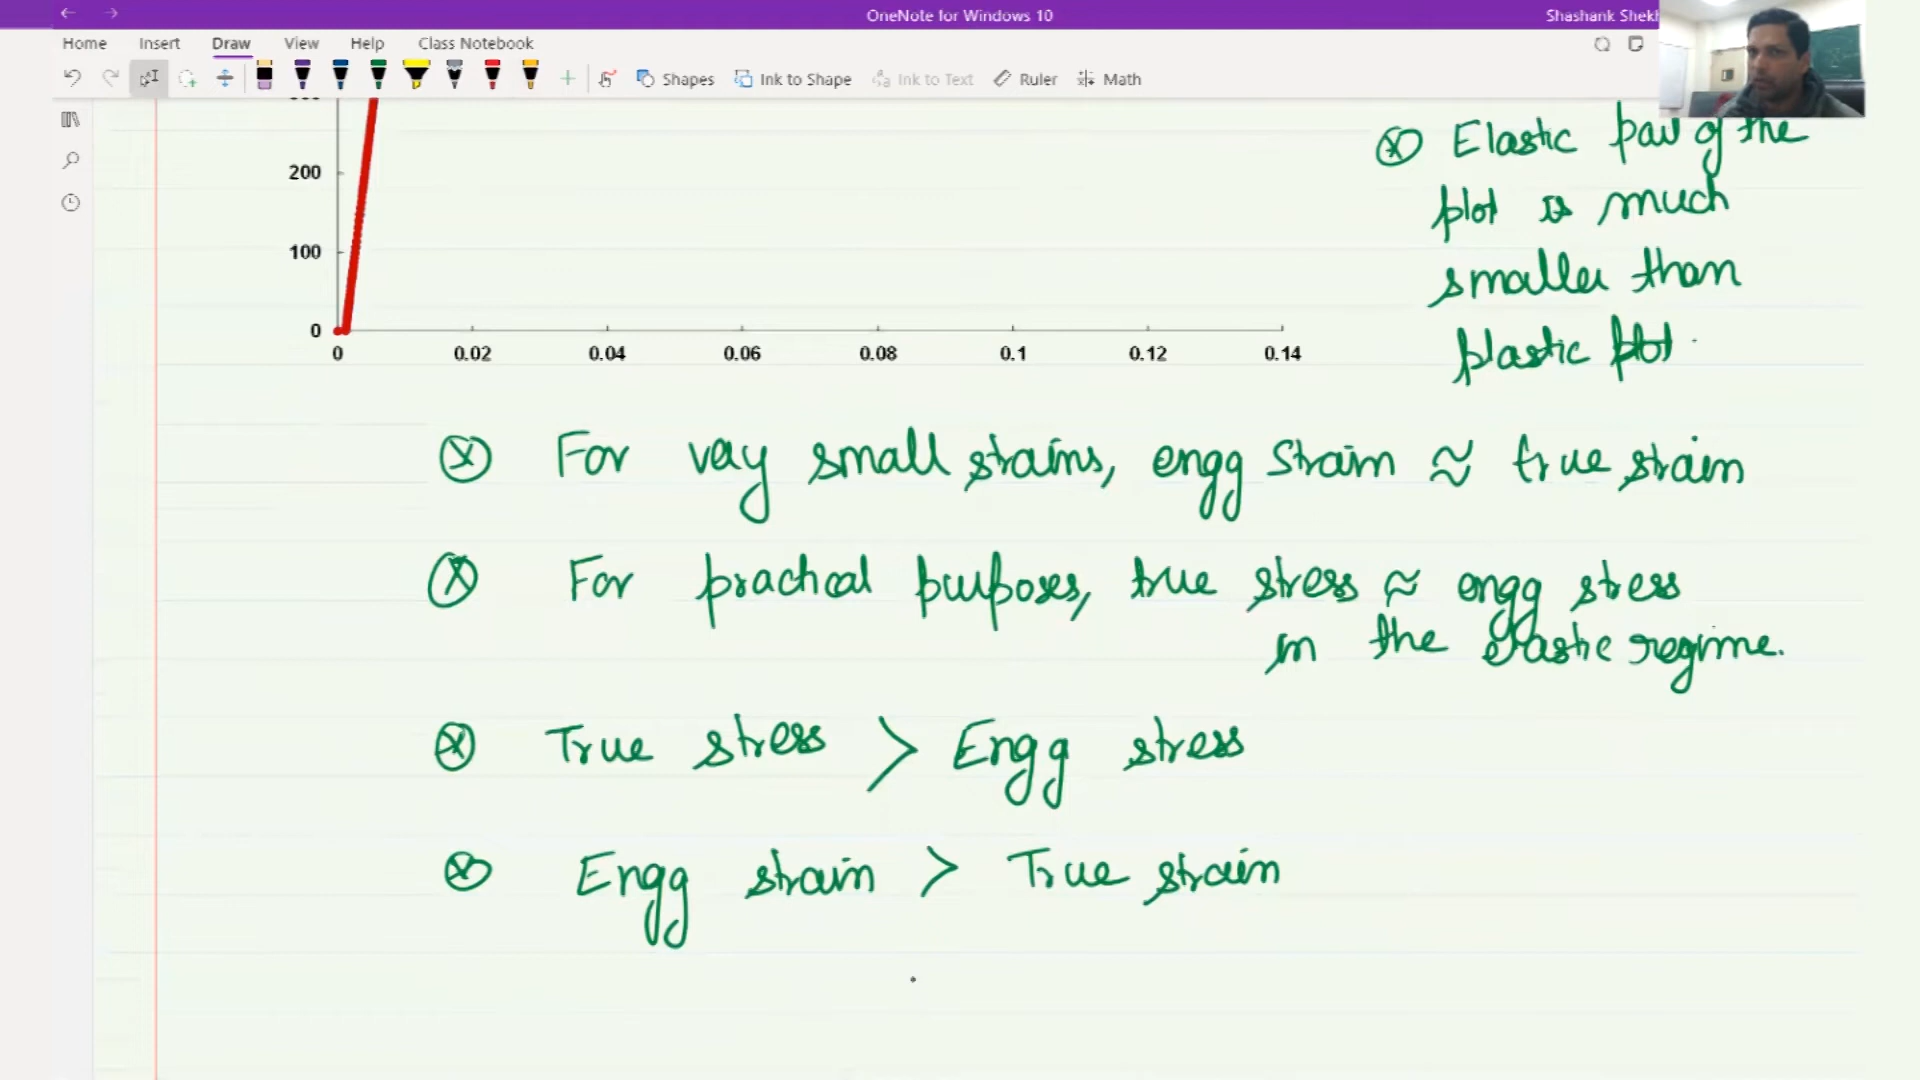 OneNote for Windows 10
Shashank Shekh
Home Insert Draw View Help Class Notebook
Shapes Ink to Shape Ink to Text Ruler Math
200
100
0
0 0.02 0.04 0.06 0.08 0.1 0.12 0.14
Elastic part of the
plot is much
smaller than
plastic plot.
For very small strains, engg strain ≈ true strain
For practical purposes, true stress ≈ engg stress
in the elastic regime.
True stress > Engg stress
Engg strain > True strain